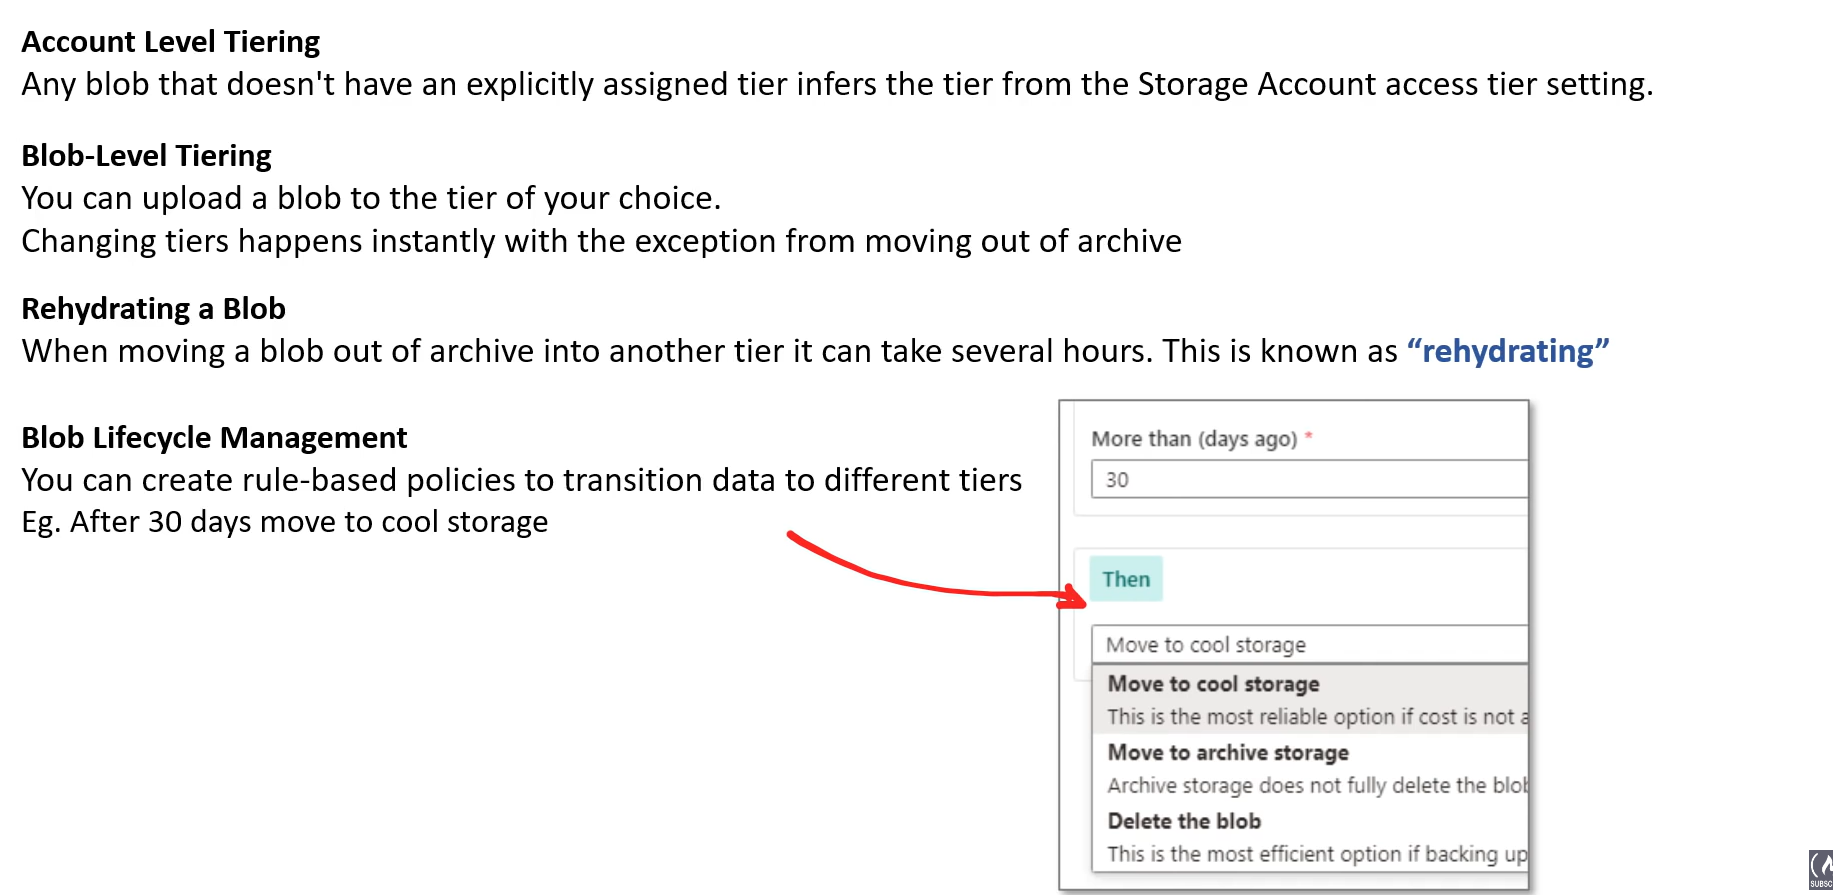 Account Level Tiering
Any blob that doesn't have an explicitly assigned tier infers the tier from the Storage Account access tier setting.
Blob-Level Tiering
You can upload a blob to the tier of your choice.
Changing tiers happens instantly with the exception from moving out of archive
Rehydrating a Blob
When moving a blob out of archive into another tier it can take several hours. This is known as “rehydrating”
Blob Lifecycle Management
You can create rule-based policies to transition data to different tiers
Eg. After 30 days move to cool storage
More than (days ago) *
30
Then
Move to cool storage
Move to cool storage
This is the most reliable option if cost is not a
Move to archive storage
Archive storage does not fully delete the blob
Delete the blob
This is the most efficient option if backing up
SUBSC